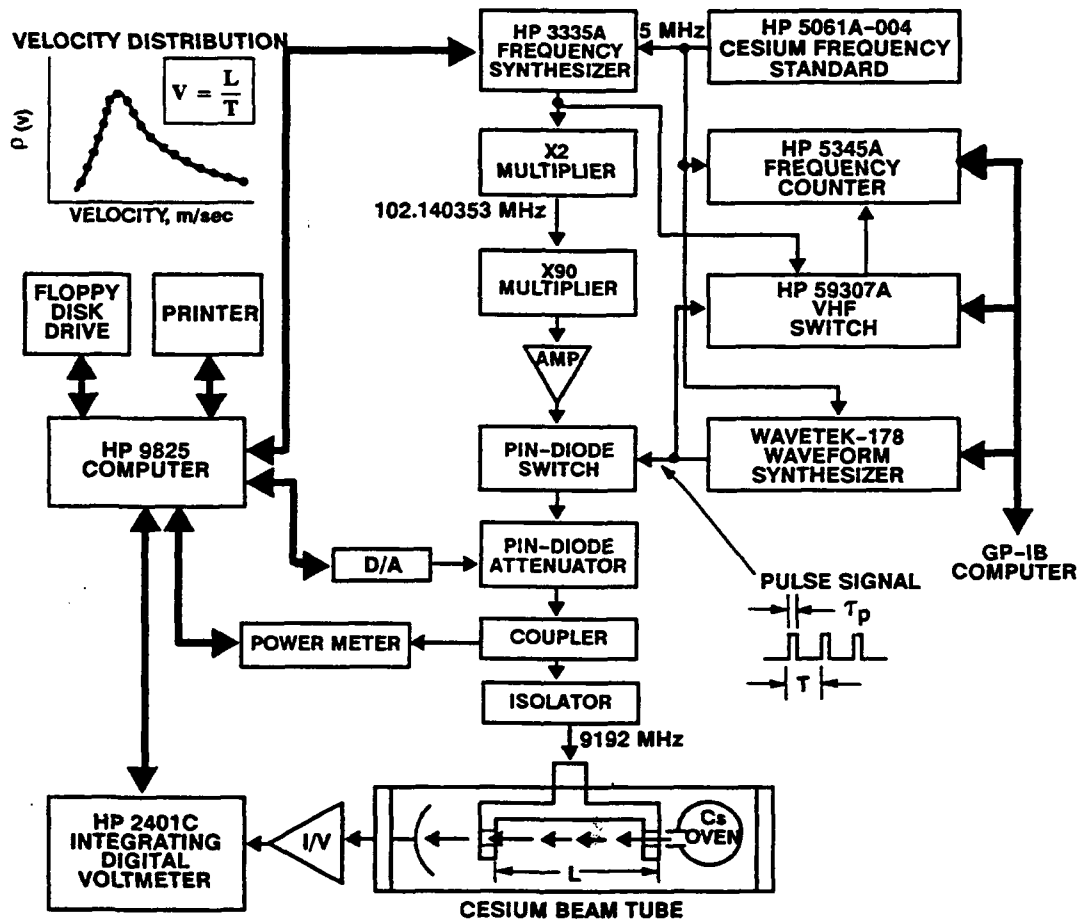 VELOCITY DISTRIBUTION
V = L/T
ρ(v)
VELOCITY, m/sec
HP 3335A
FREQUENCY
SYNTHESIZER
5 MHz
HP 5061A-004
CESIUM FREQUENCY
STANDARD
X2
MULTIPLIER
HP 5345A
FREQUENCY
COUNTER
102.140353 MHz
X90
MULTIPLIER
HP 59307A
VHF
SWITCH
FLOPPY
DISK
DRIVE
PRINTER
AMP
HP 9825
COMPUTER
PIN-DIODE
SWITCH
WAVETEK-178
WAVEFORM
SYNTHESIZER
D/A
PIN-DIODE
ATTENUATOR
GP-IB
COMPUTER
PULSE SIGNAL
τp
T
POWER METER
COUPLER
ISOLATOR
9192 MHz
HP 2401C
INTEGRATING
DIGITAL
VOLTMETER
I/V
Cs
OVEN
L
CESIUM BEAM TUBE